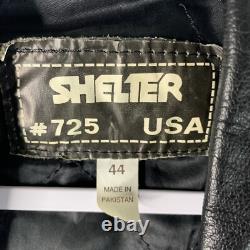 SHELTER
#725 USA
44
MADE IN
PAKISTAN